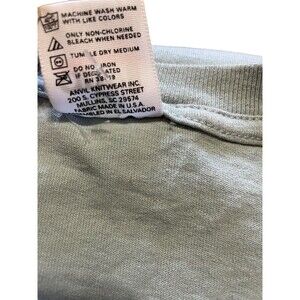 MACHINE WASH WARM
WITH LIKE COLORS
ONLY NON-CHLORINE
BLEACH WHEN NEEDED
TUMBLE DRY MEDIUM
DO NOT IRON
IF DECORATED
RN
ANVIL KNITWEAR INC.
200 S. CYPRESS STREET
MULLINS, SC 29574
FABRIC MADE IN U.S.A.
ASSEMBLED IN EL SALVADOR